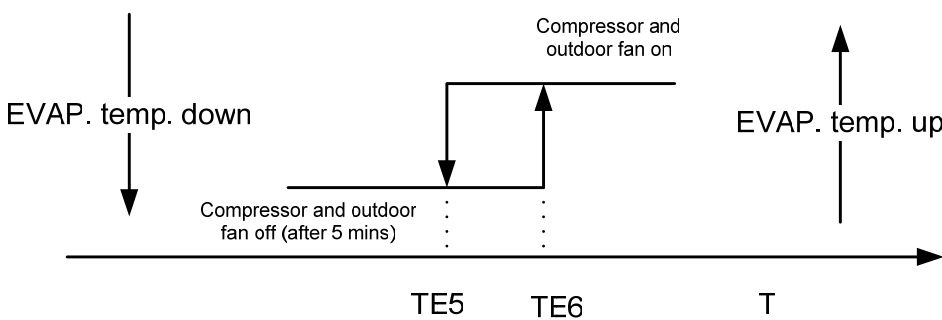 Compressor and
outdoor fan on
EVAP. temp. down
EVAP. temp. up
Compressor and outdoor
fan off (after 5 mins)
TE5
TE6
T